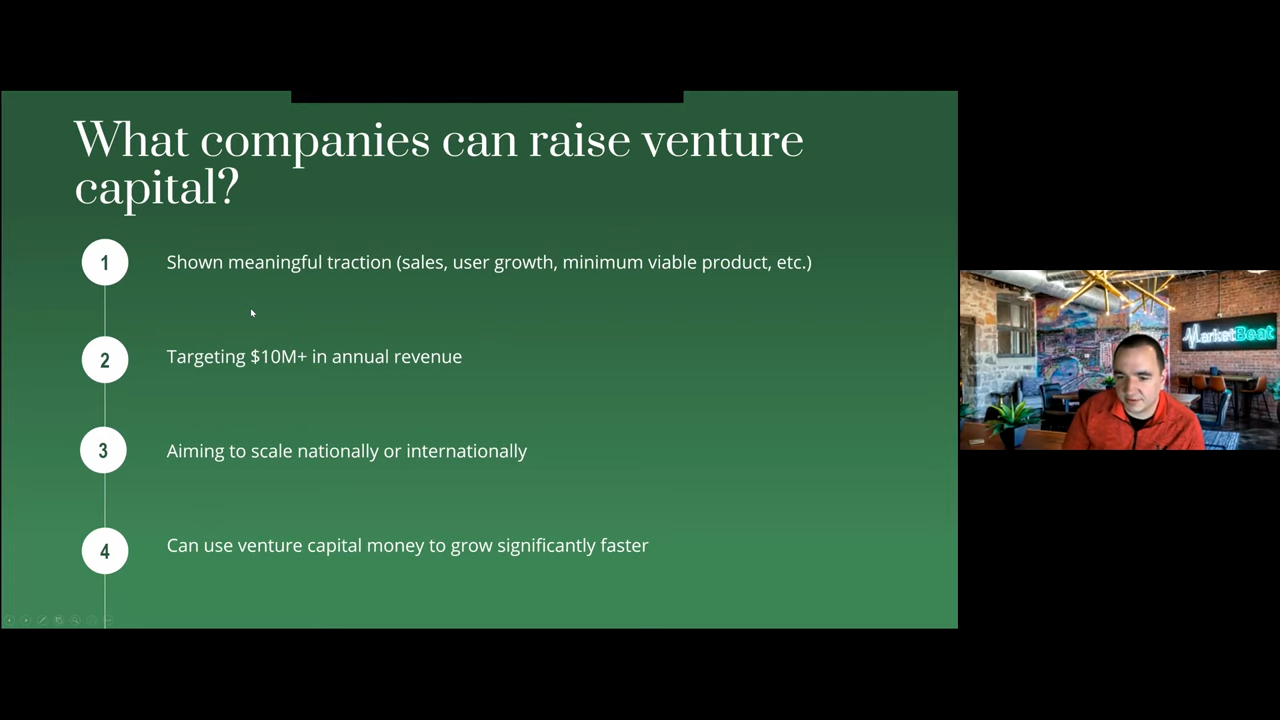 What companies can raise venture
capital?
1
Shown meaningful traction (sales, user growth, minimum viable product, etc.)
2
Targeting $10M+ in annual revenue
3
Aiming to scale nationally or internationally
4
Can use venture capital money to grow significantly faster
MarketBeat